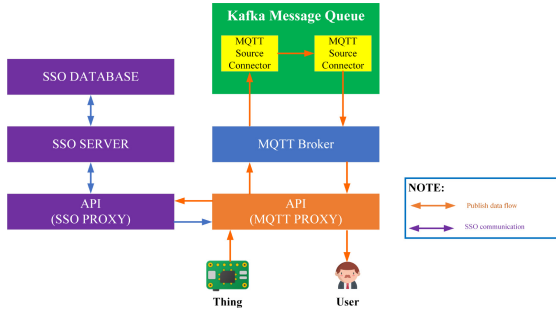 Kafka Message Queue
MQTT
Source
Connector
MQTT
Source
Connector
SSO DATABASE
SSO SERVER
MQTT Broker
API
(SSO PROXY)
API
(MQTT PROXY)
NOTE:
Publish data flow
SSO communication
Thing
User